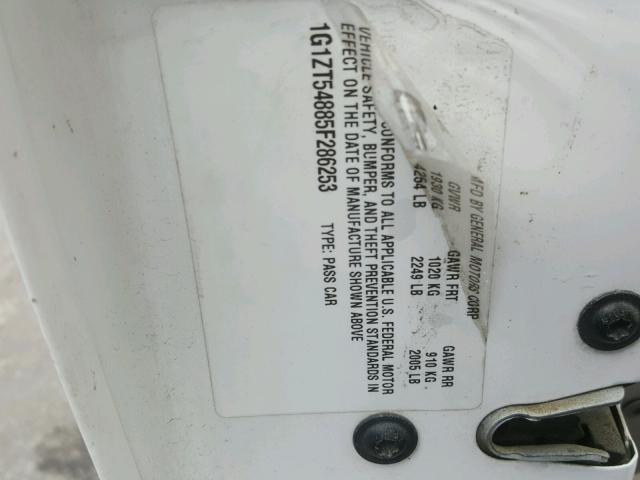 MFD BY GENERAL MOTORS CORP
GVWR GAWR FRT GAWR RR
1930 KG 1020 KG 910 KG
4254 LB 2249 LB 2005 LB
CONFORMS TO ALL APPLICABLE U.S. FEDERAL MOTOR
VEHICLE SAFETY, BUMPER, AND THEFT PREVENTION STANDARDS IN
EFFECT ON THE DATE OF MANUFACTURE SHOWN ABOVE
1G1ZT54885F286253 TYPE: PASS CAR